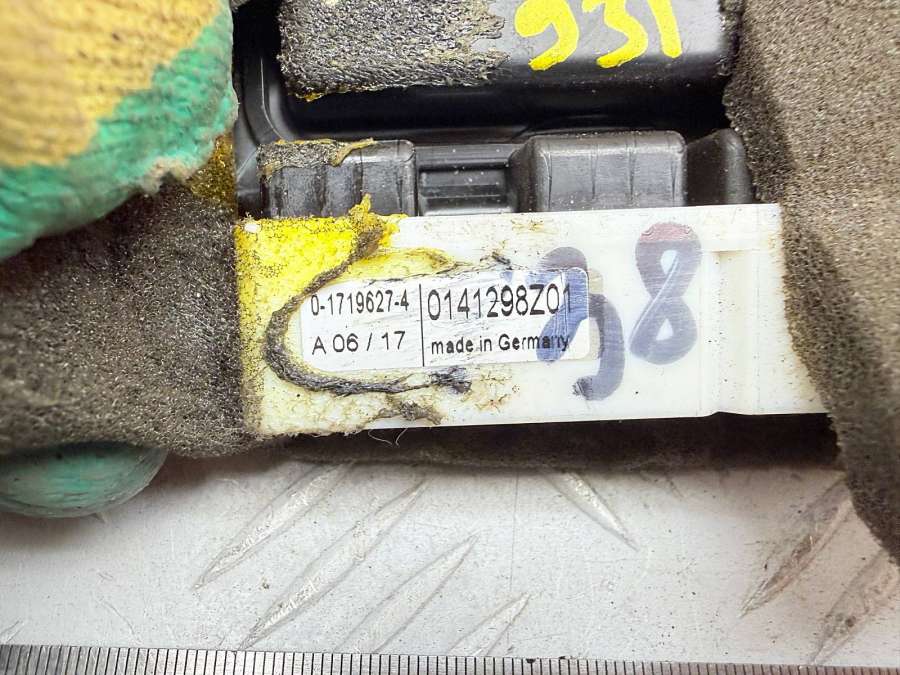 931
0-1719627-4
A 06 / 17
0141298Z01
made in Germany
98